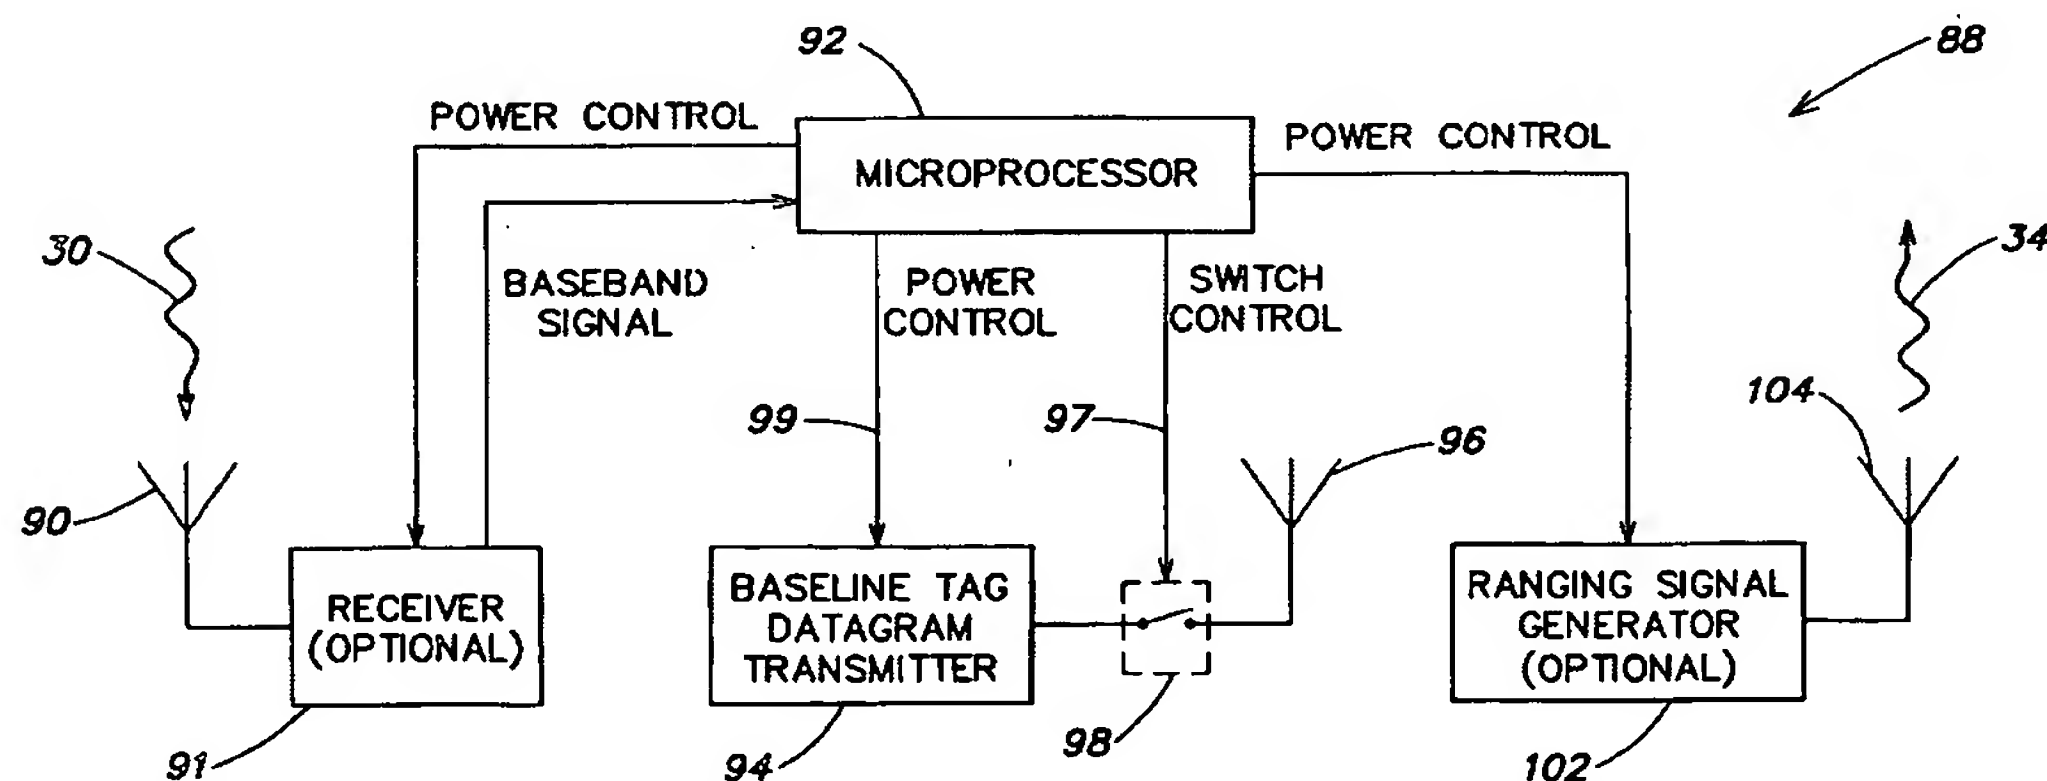 92
88
POWER CONTROL
MICROPROCESSOR
POWER CONTROL
30
34
BASEBAND
SIGNAL
POWER
CONTROL
SWITCH
CONTROL
99
97
96
104
90
RECEIVER
(OPTIONAL)
BASELINE TAG
DATAGRAM
TRANSMITTER
RANGING SIGNAL
GENERATOR
(OPTIONAL)
91
94
98
102